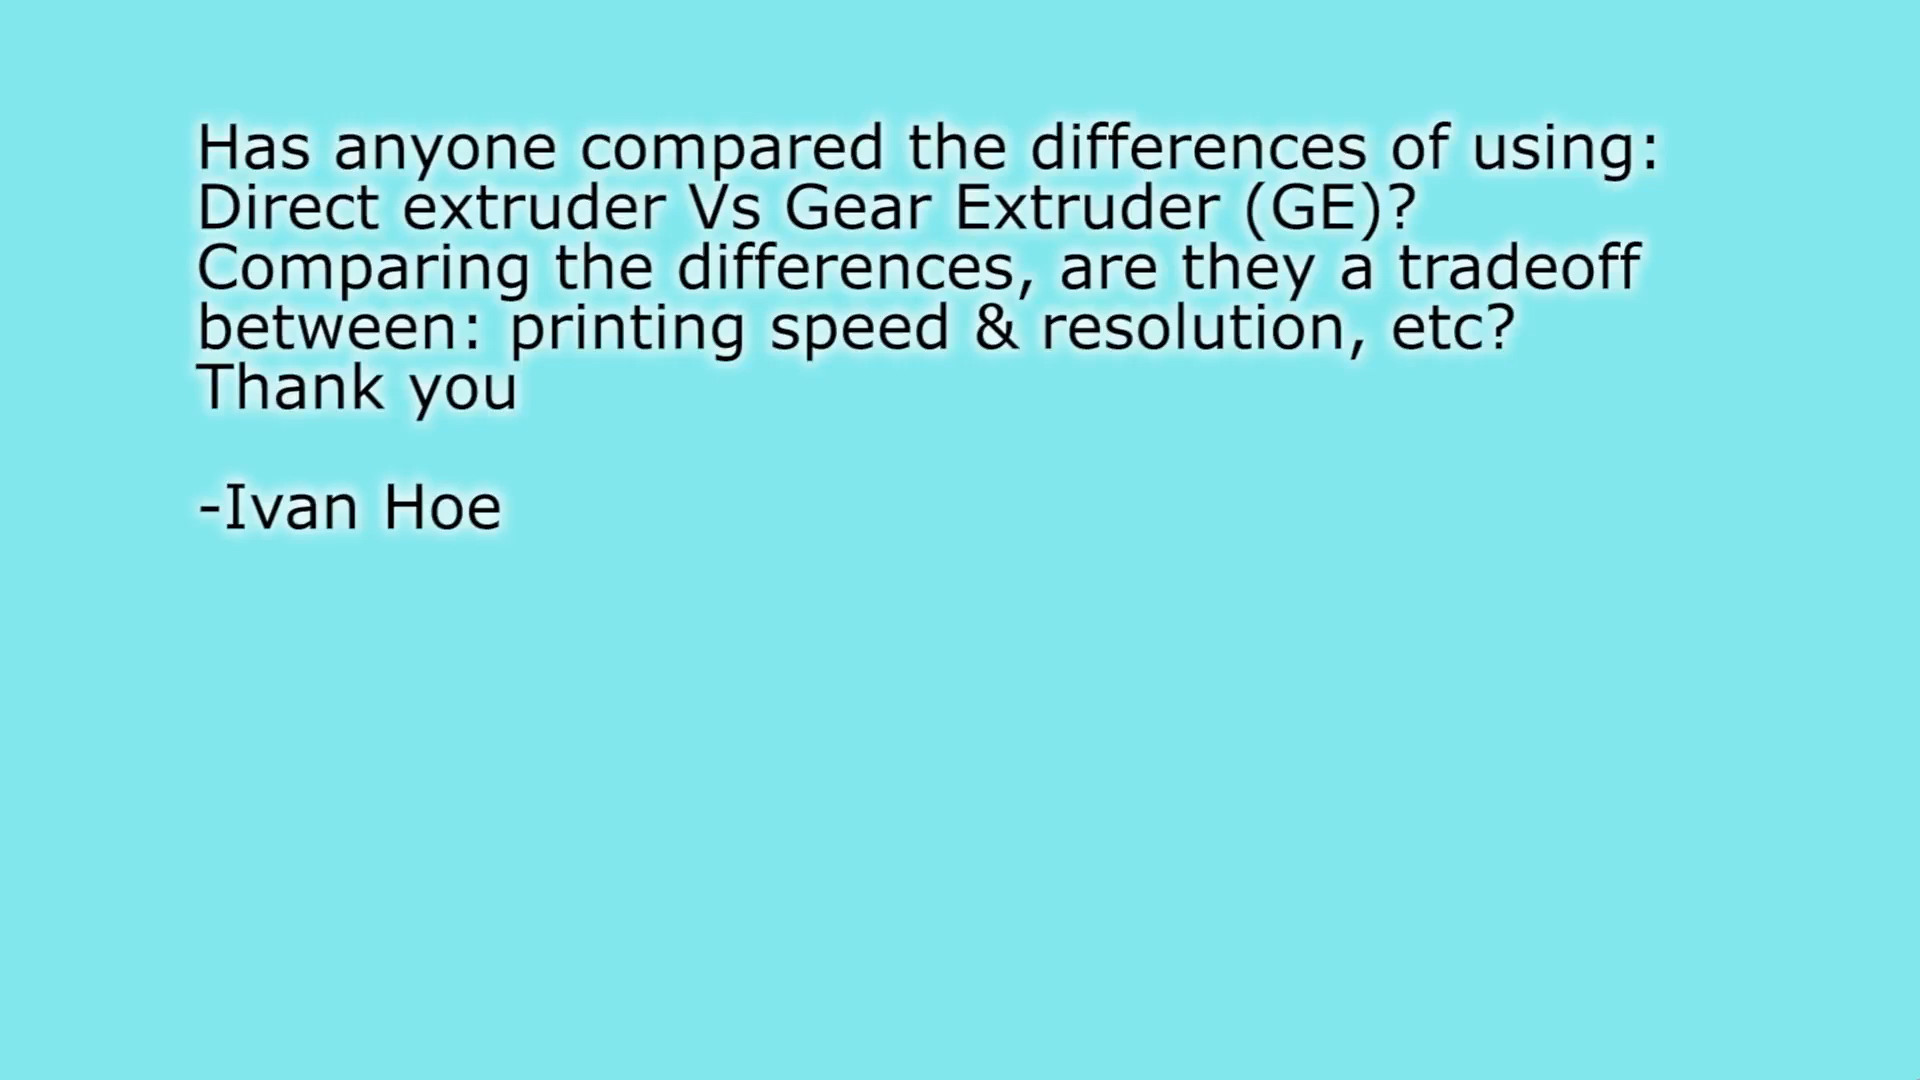 Has anyone compared the differences of using:
Direct extruder Vs Gear Extruder (GE)?
Comparing the differences, are they a tradeoff
between: printing speed & resolution, etc?
Thank you
-Ivan Hoe